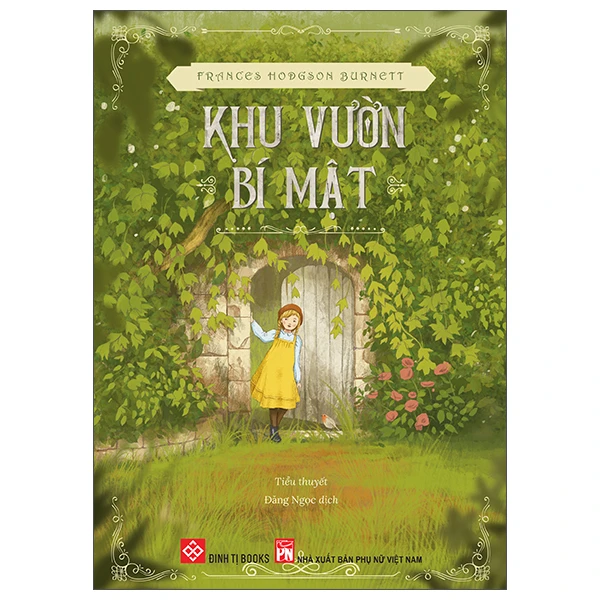 FRANCES HODGSON BURNETT
KHU VƯỜN
BÍ MẬT
Tiểu thuyết
Đăng Ngọc dịch
ĐINH TỊ BOOKS
PN
NHÀ XUẤT BẢN PHỤ NỮ VIỆT NAM